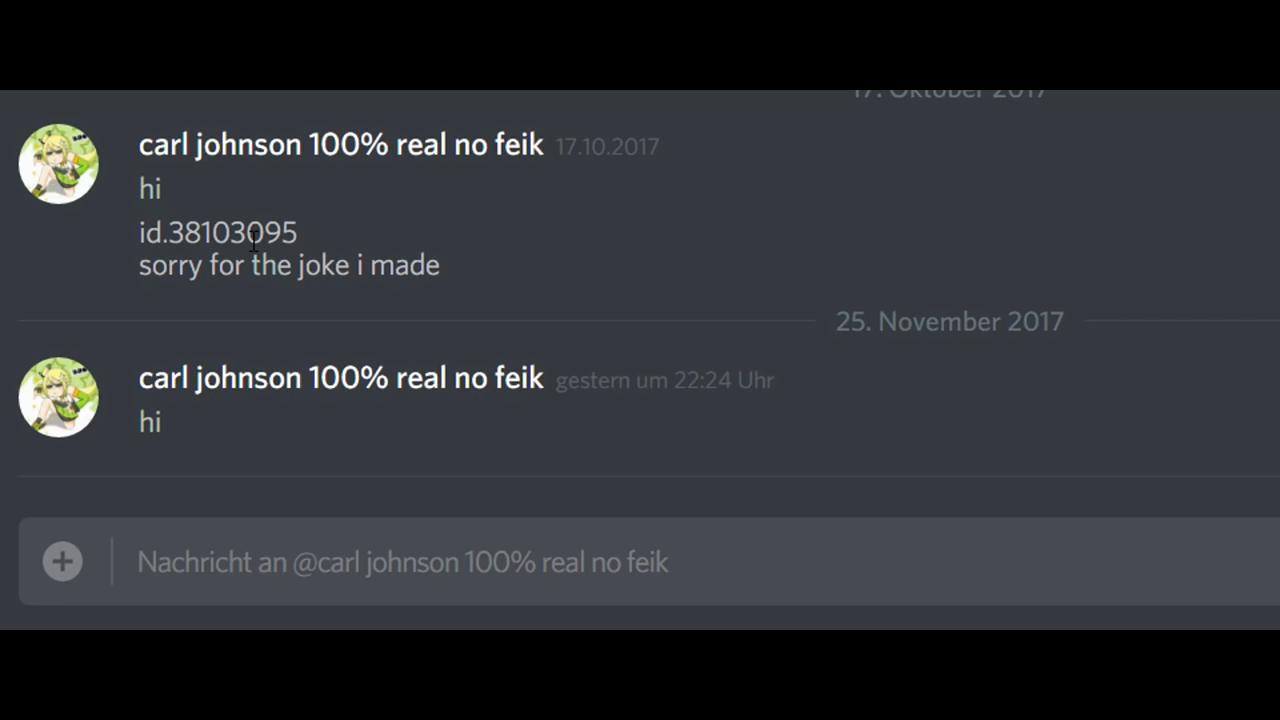 17. Oktober 2017
carl johnson 100% real no feik 17.10.2017
hi
id.38103095
sorry for the joke i made
25. November 2017
carl johnson 100% real no feik gestern um 22:24 Uhr
hi
Nachricht an @carl johnson 100% real no feik